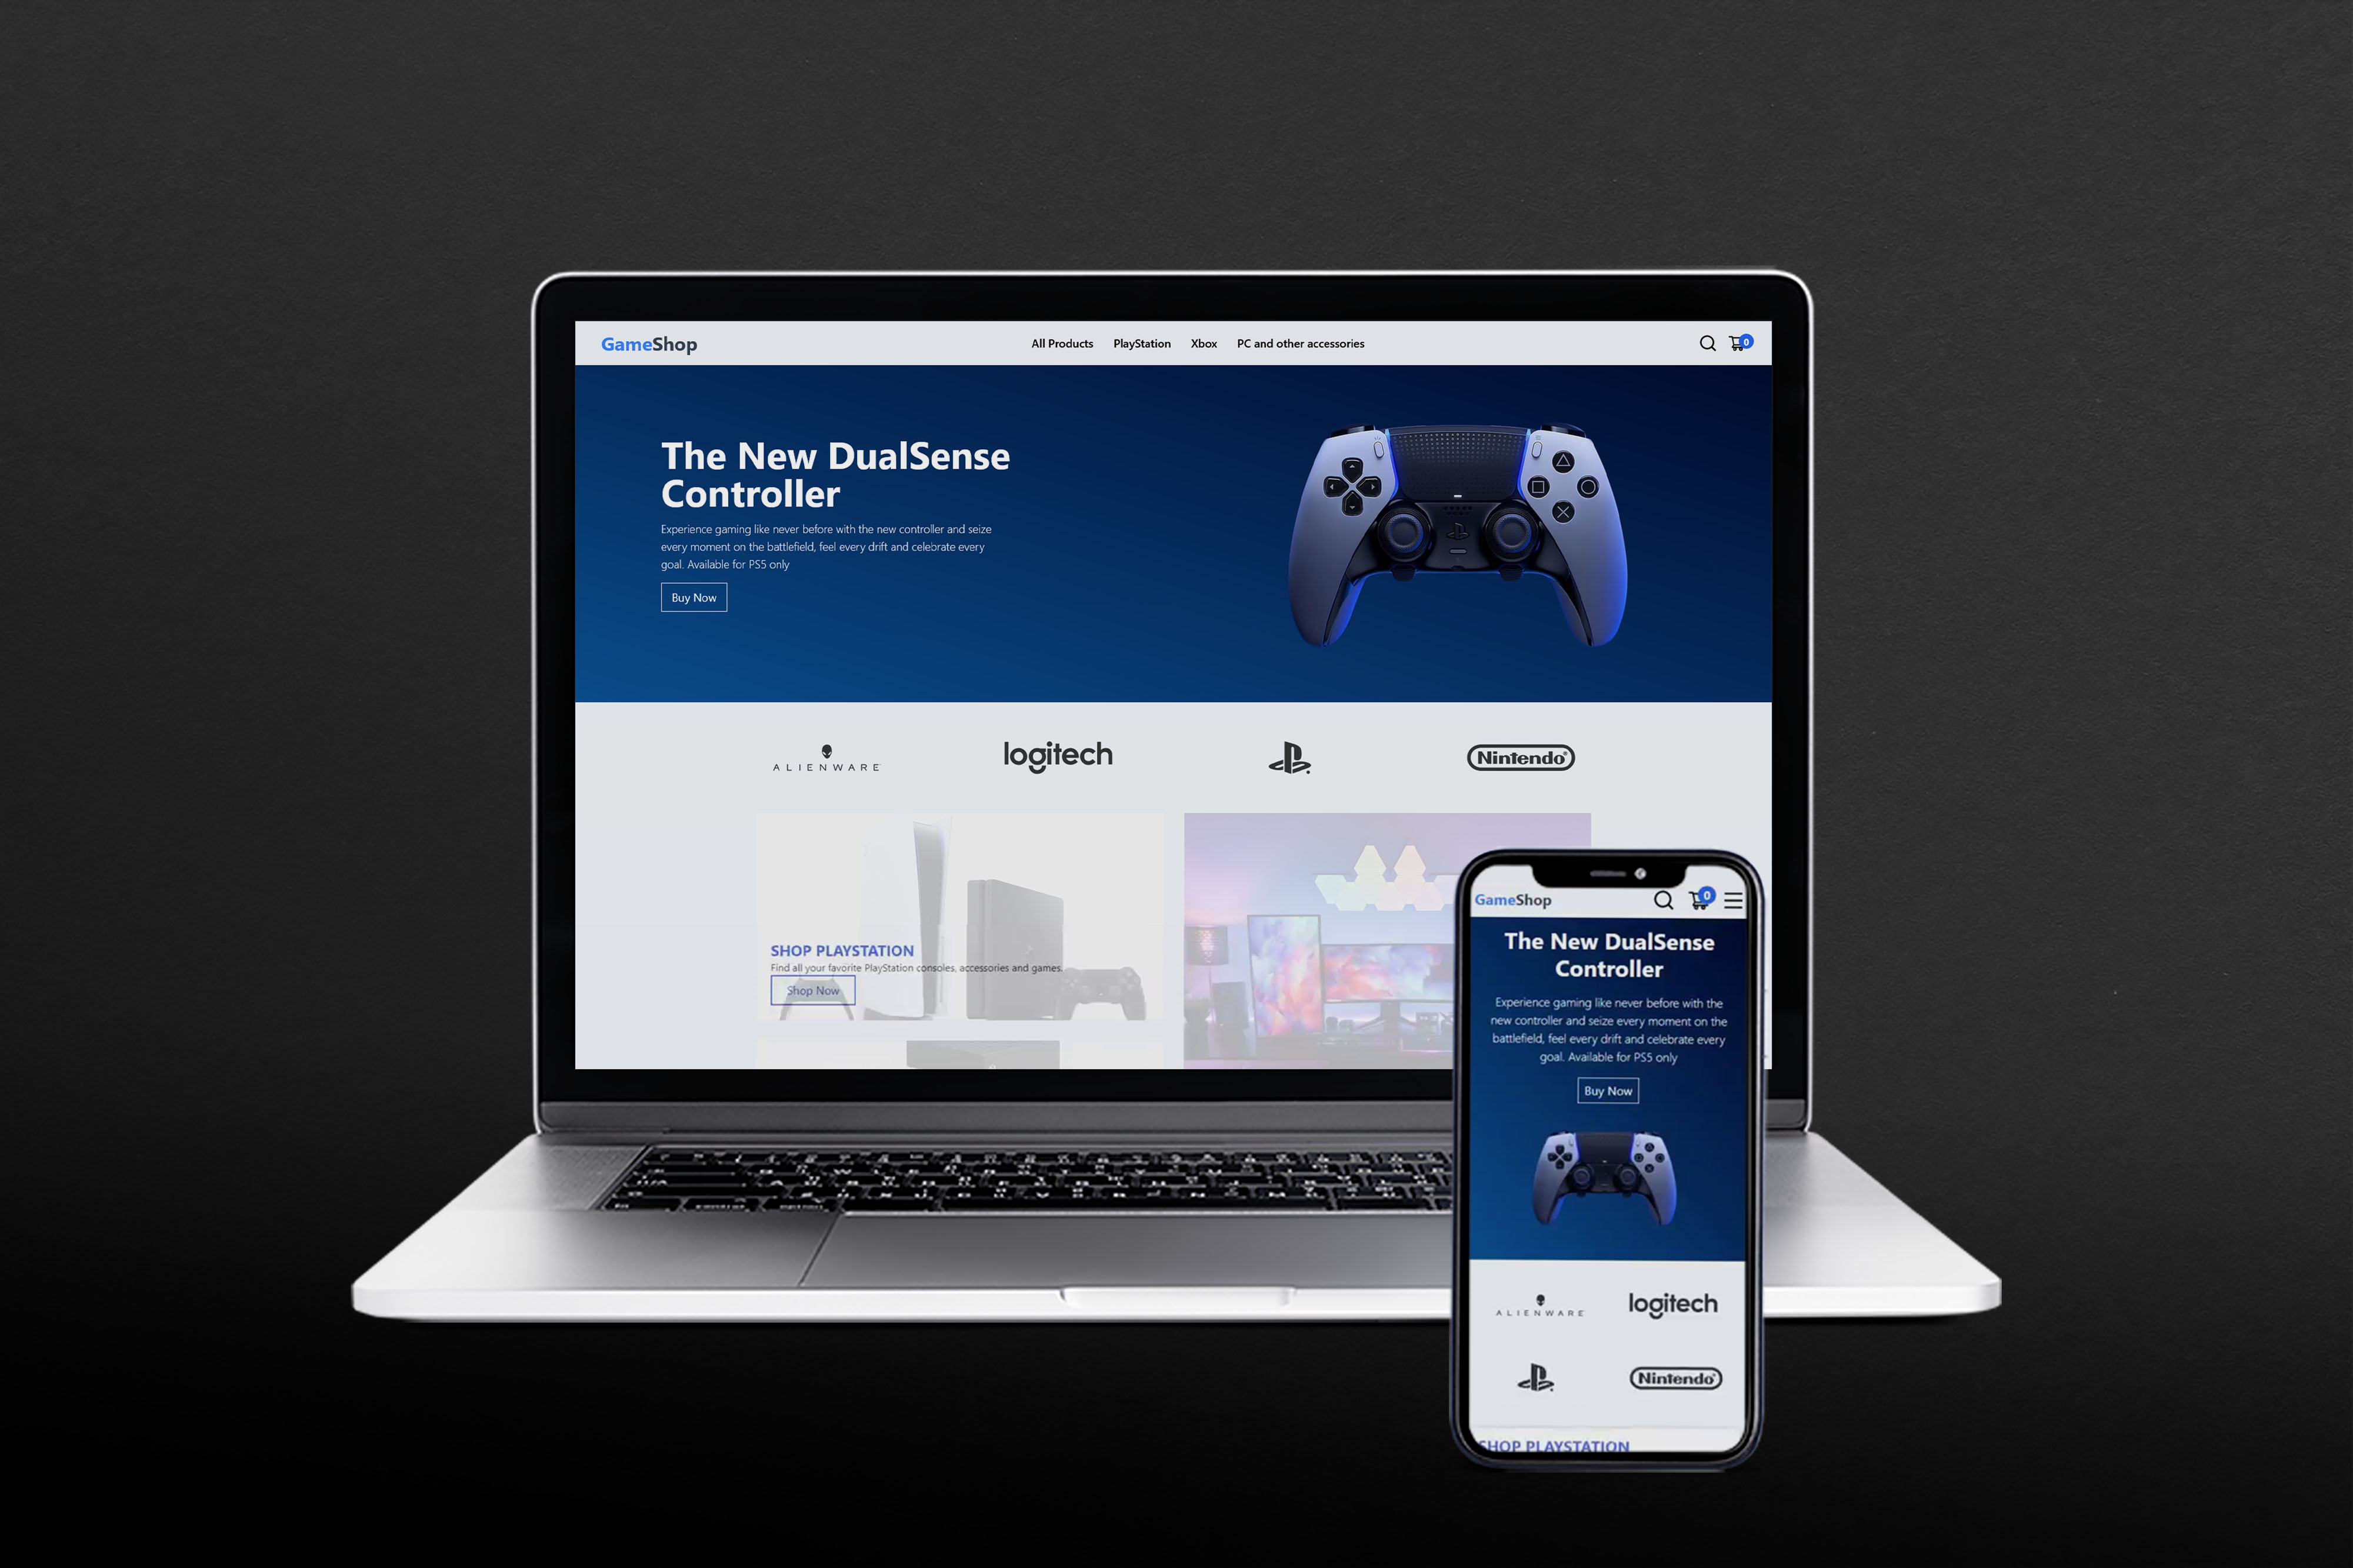 GameShop
All Products PlayStation Xbox PC and other accessories
0
The New DualSense
Controller
Experience gaming like never before with the new controller and seize
every moment on the battlefield, feel every drift and celebrate every
goal. Available for PS5 only
Buy Now
ALIENWARE
logitech
Nintendo
SHOP PLAYSTATION
Find all your favorite PlayStation consoles, accessories and games.
Shop Now
GameShop
0
The New DualSense
Controller
Experience gaming like never before with the
new controller and seize every moment on the
battlefield, feel every drift and celebrate every
goal. Available for PS5 only
Buy Now
ALIENWARE
logitech
Nintendo
SHOP PLAYSTATION